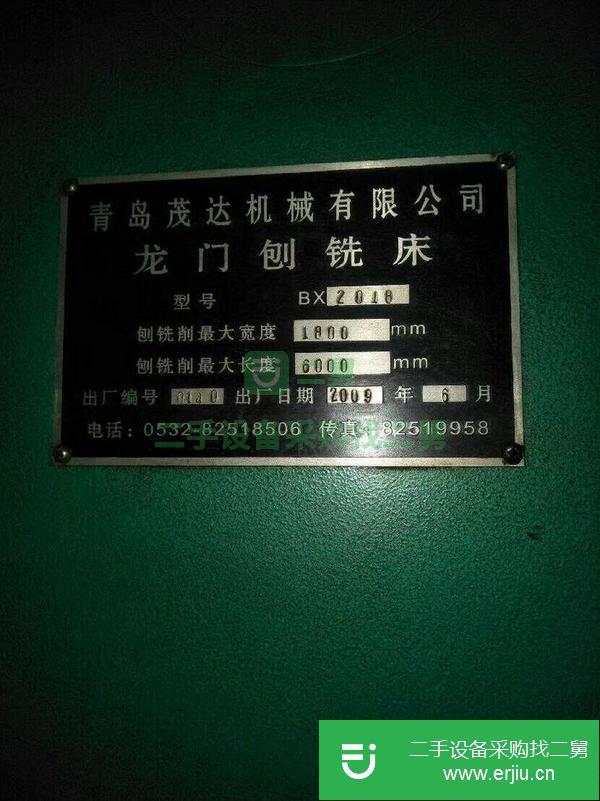 青岛茂达机械有限公司
龙门刨铣床
型号 BX2018
刨铣削最大宽度 1800 mm
刨铣削最大长度 6000 mm
出厂编号 0140 出厂日期 2009 年 6 月
电话: 0532-82518506 传真 82519958
二舅
二手设备采购找二舅
二手设备采购找二舅
www.erjiu.cn